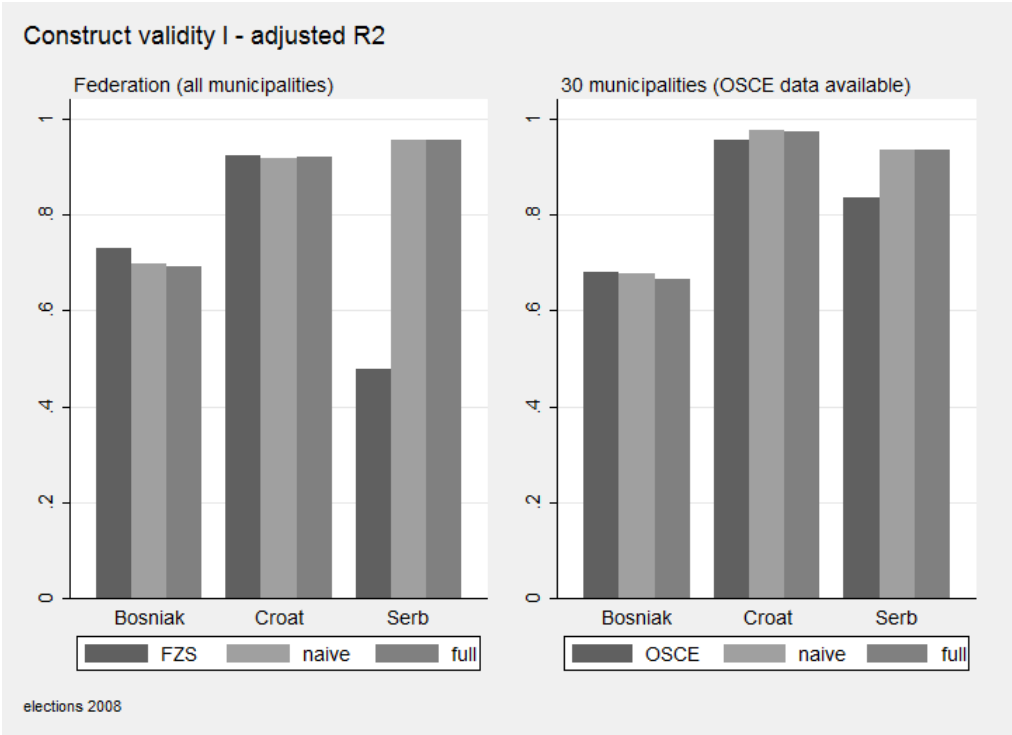 Construct validity I - adjusted R2
Federation (all municipalities)
1
.8
.6
.4
.2
0
Bosniak Croat Serb
FZS naive full
30 municipalities (OSCE data available)
1
.8
.6
.4
.2
0
Bosniak Croat Serb
OSCE naive full
elections 2008